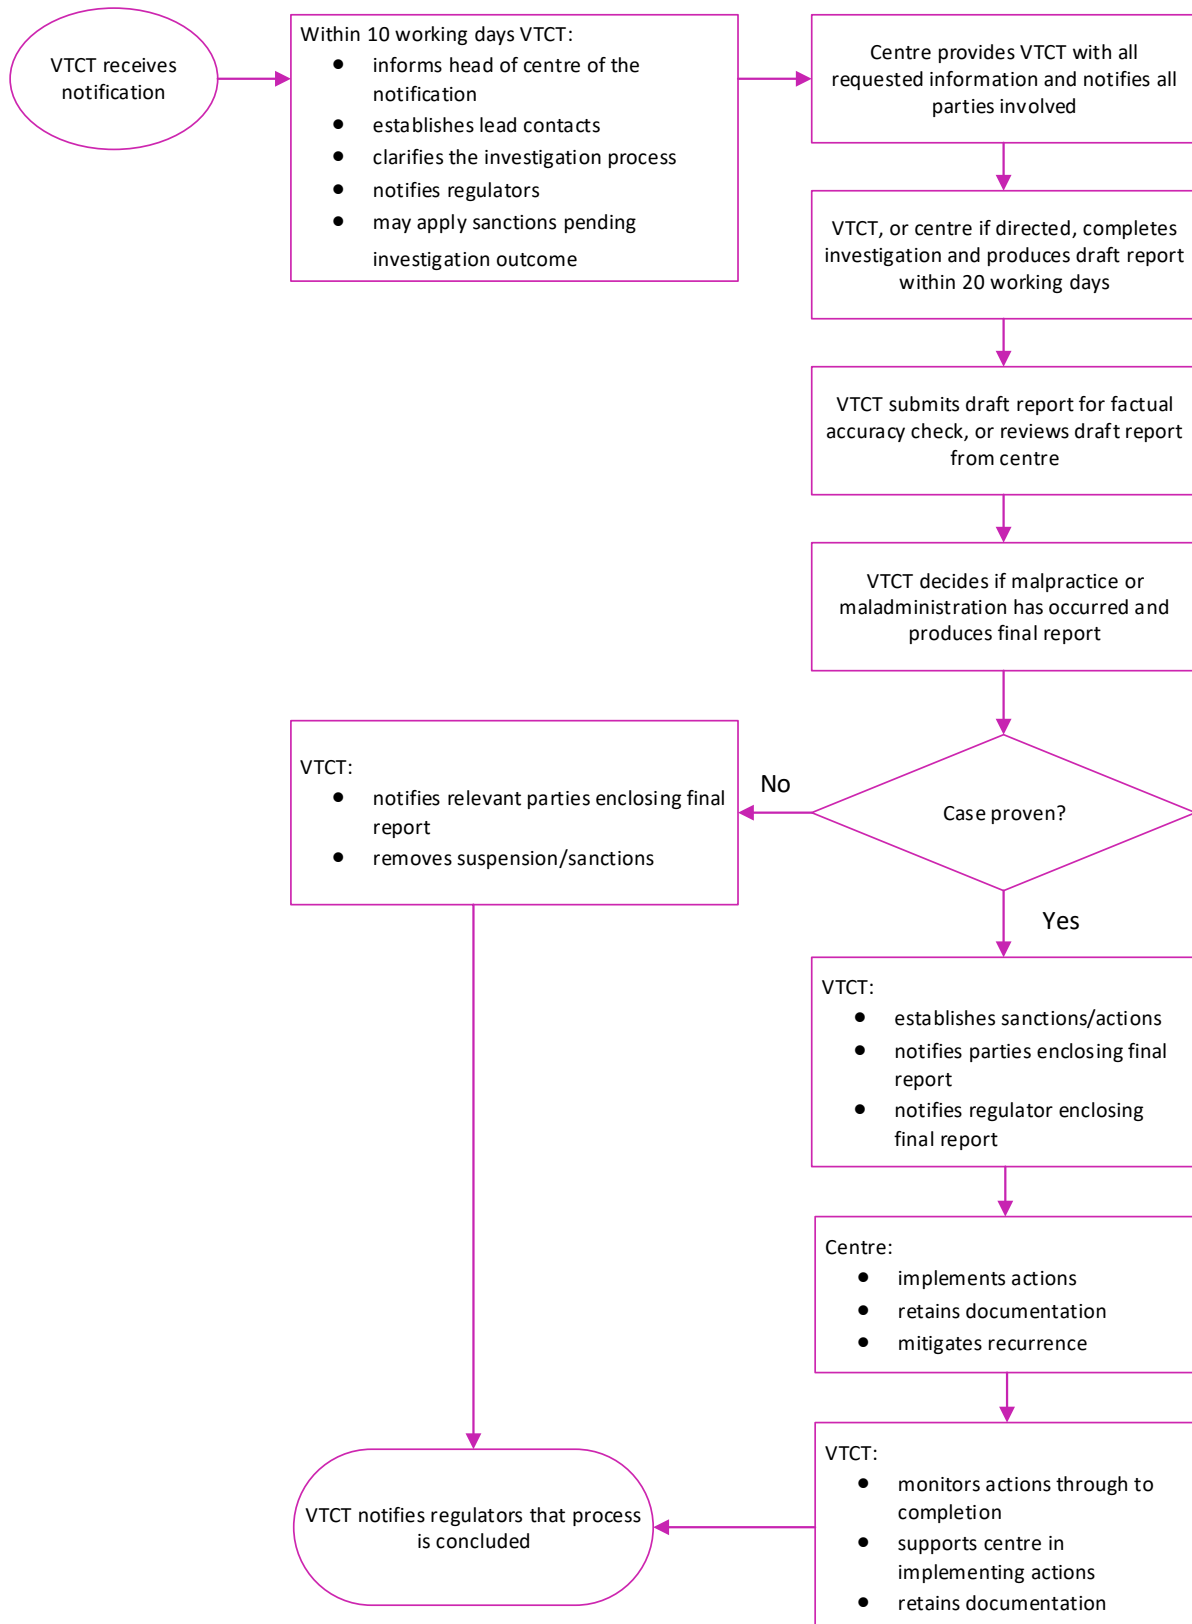 VTCT receives
notification
Within 10 working days VTCT:
● informs head of centre of the
notification
● establishes lead contacts
● clarifies the investigation process
● notifies regulators
● may apply sanctions pending
investigation outcome
Centre provides VTCT with all
requested information and notifies all
parties involved
VTCT, or centre if directed, completes
investigation and produces draft report
within 20 working days
VTCT submits draft report for factual
accuracy check, or reviews draft report
from centre
VTCT decides if malpractice or
maladministration has occurred and
produces final report
Case proven?
No
VTCT:
● notifies relevant parties enclosing final
report
● removes suspension/sanctions
Yes
VTCT:
● establishes sanctions/actions
● notifies parties enclosing final
report
● notifies regulator enclosing
final report
Centre:
● implements actions
● retains documentation
● mitigates recurrence
VTCT:
● monitors actions through to
completion
● supports centre in
implementing actions
● retains documentation
VTCT notifies regulators that process
is concluded